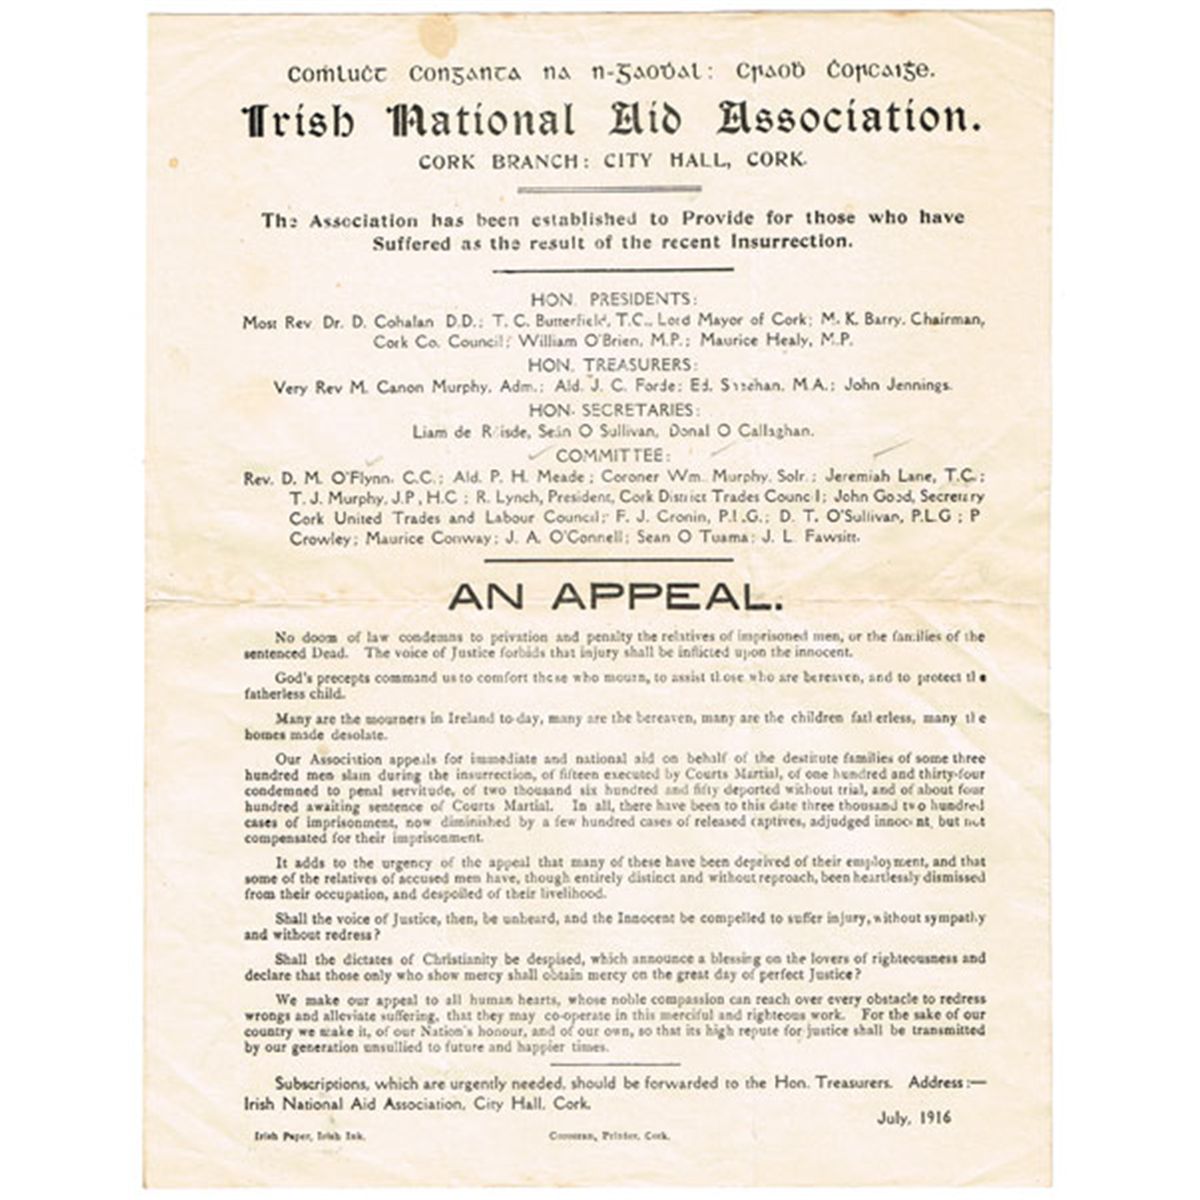 Comluċt Conganta na n-Gaoḋal: Craoḃ Ċorcaige.
Irish National Aid Association.
CORK BRANCH: CITY HALL, CORK.
The Association has been established to Provide for those who have
Suffered as the result of the recent Insurrection.
HON. PRESIDENTS:
Most Rev Dr. D. Cohalan D.D.; T. C. Butterfield, T.C., Lord Mayor of Cork; M. K. Barry. Chairman,
Cork Co. Council; William O'Brien, M.P.; Maurice Healy, M.P.
HON. TREASURERS:
Very Rev M. Canon Murphy, Adm.; Ald. J. C. Forde; Ed. Sheehan, M.A.; John Jennings.
HON. SECRETARIES:
Liam de Róisde, Seán O Sullivan, Donal O Callaghan.
COMMITTEE:
Rev. D. M. O'Flynn. C.C.; Ald. P. H. Meade; Coroner Wm. Murphy. Solr.; Jeremiah Lane, T.C.;
T. J. Murphy, J.P., H.C; R. Lynch, President, Cork District Trades Council; John Good, Secretary
Cork United Trades and Labour Council; F. J. Cronin, P.L.G.; D. T. O'Sullivan, P.L.G; P
Crowley; Maurice Conway; J. A. O'Connell; Sean O Tuama; J. L. Fawsitt.
AN APPEAL.
No doom of law condemns to privation and penalty the relatives of imprisoned men, or the families of the
sentenced Dead. The voice of Justice forbids that injury shall be inflicted upon the innocent.
God's precepts command us to comfort those who mourn, to assist those who are bereaven, and to protect the
fatherless child.
Many are the mourners in Ireland to-day, many are the bereaven, many are the children fatherless, many the
homes made desolate.
Our Association appeals for immediate and national aid on behalf of the destitute families of some three
hundred men slain during the insurrection, of fifteen executed by Courts Martial, of one hundred and thirty-four
condemned to penal servitude, of two thousand six hundred and fifty deported without trial, and of about four
hundred awaiting sentence of Courts Martial. In all, there have been to this date three thousand two hundred
cases of imprisonment, now diminished by a few hundred cases of released captives, adjudged innocent, but not
compensated for their imprisonment.
It adds to the urgency of the appeal that many of these have been deprived of their employment, and that
some of the relatives of accused men have, though entirely distinct and without reproach, been heartlessly dismissed
from their occupation, and despoiled of their livelihood.
Shall the voice of Justice, then, be unheard, and the Innocent be compelled to suffer injury, without sympathy
and without redress?
Shall the dictates of Christianity be despised, which announce a blessing on the lovers of righteousness and
declare that those only who show mercy shall obtain mercy on the great day of perfect Justice?
We make our appeal to all human hearts, whose noble compassion can reach over every obstacle to redress
wrongs and alleviate suffering, that they may co-operate in this merciful and righteous work. For the sake of our
country we make it, of our Nation's honour, and of our own, so that its high repute for justice shall be transmitted
by our generation unsullied to future and happier times.
Subscriptions, which are urgently needed, should be forwarded to the Hon. Treasurers. Address:—
Irish National Aid Association, City Hall, Cork.
July, 1916
Irish Paper, Irish Ink.
Corcoran, Printer, Cork.